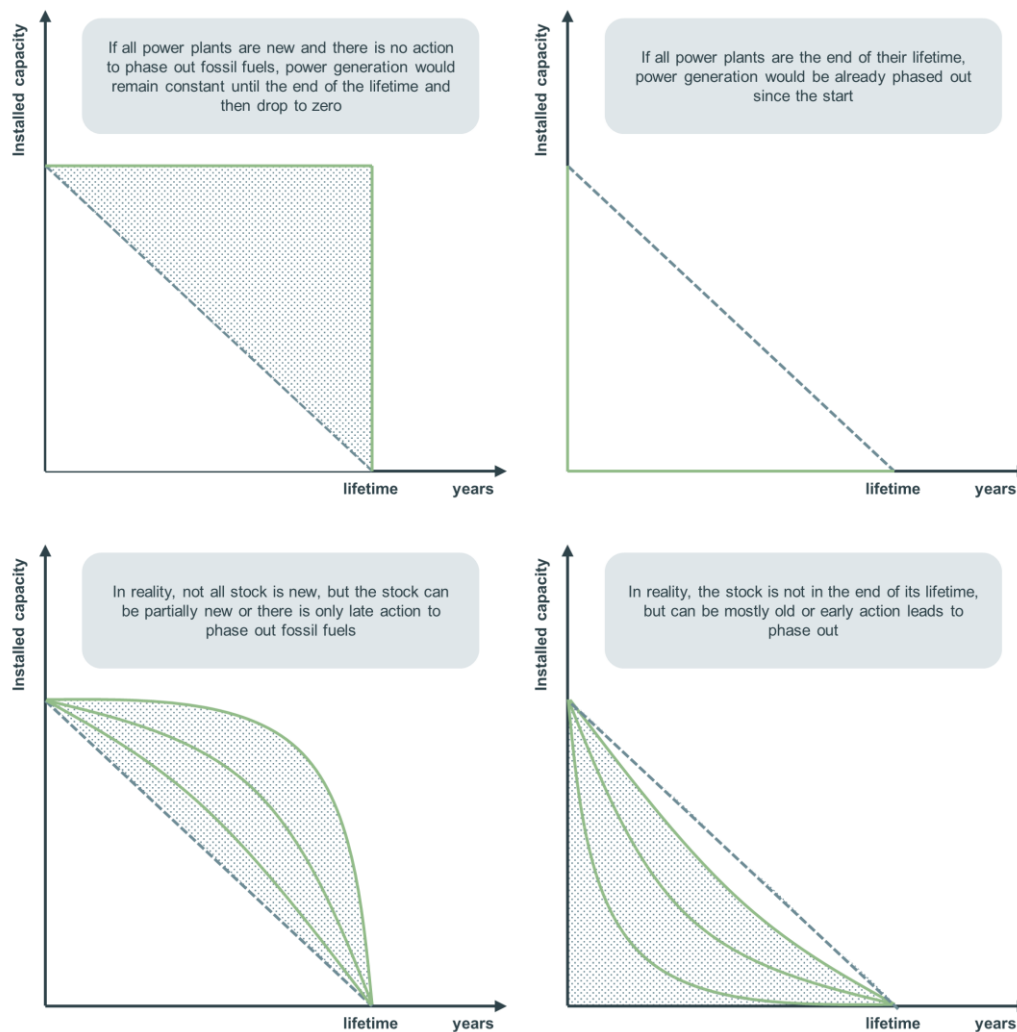 Installed capacity
If all power plants are new and there is no action
to phase out fossil fuels, power generation would
remain constant until the end of the lifetime and
then drop to zero
lifetime
years
Installed capacity
If all power plants are the end of their lifetime,
power generation would be already phased out
since the start
lifetime
years
Installed capacity
In reality, not all stock is new, but the stock can
be partially new or there is only late action to
phase out fossil fuels
lifetime
years
Installed capacity
In reality, the stock is not in the end of its lifetime,
but can be mostly old or early action leads to
phase out
lifetime
years